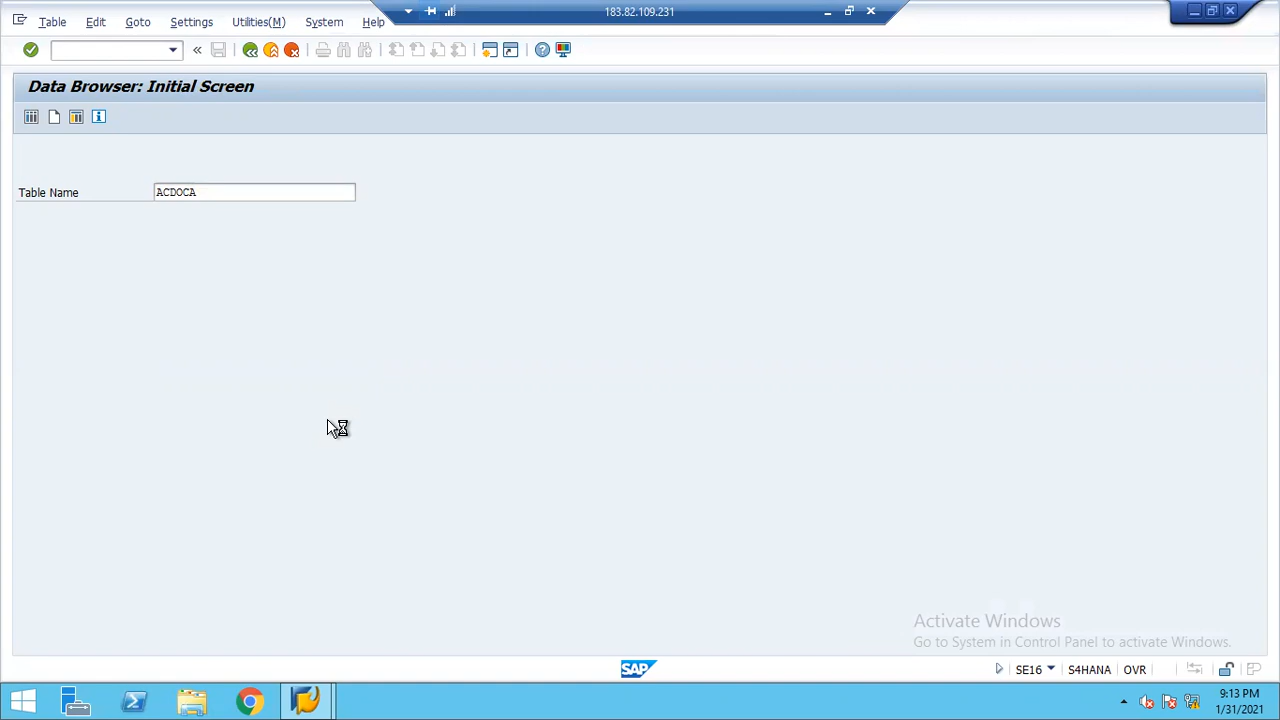 183.82.109.231
Table Edit Goto Settings Utilities(M) System Help
Data Browser: Initial Screen
Table Name ACDOCA
Activate Windows
Go to System in Control Panel to activate Windows.
SAP SE16 S4HANA OVR
9:13 PM
1/31/2021